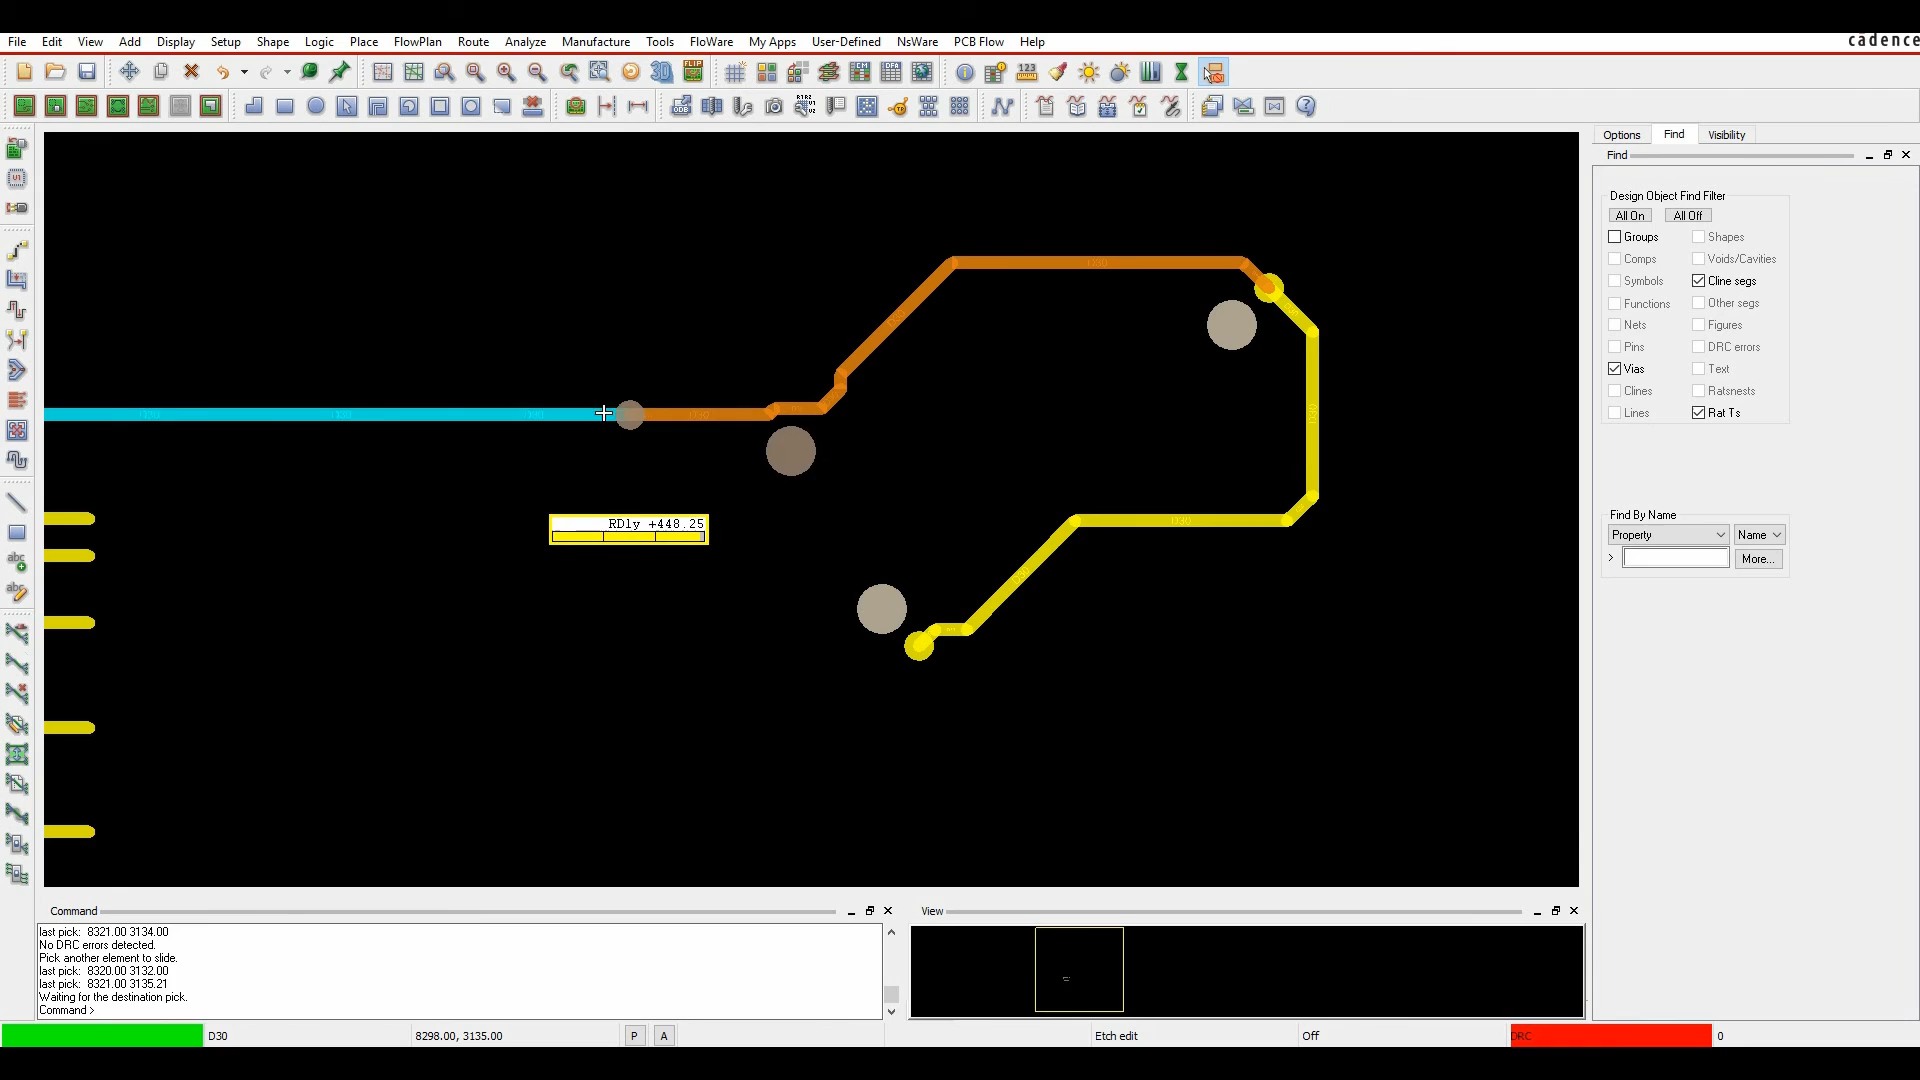 File Edit View Add Display Setup Shape Logic Place FlowPlan Route Analyze Manufacture Tools FloWare My Apps User-Defined NsWare PCB Flow Help
cadence
Options Find Visibility
Find
Design Object Find Filter
All On All Off
Groups Shapes
Comps Voids/Cavities
Symbols Cline segs
Functions Other segs
Nets Figures
Pins DRC errors
Vias Text
Clines Ratsnests
Lines Rat Ts
Find By Name
Property Name
> More...
D30
D30
D30
RDly +448.25
Command
last pick: 8321.00 3134.00
No DRC errors detected.
Pick another element to slide.
last pick: 8320.00 3132.00
last pick: 8321.00 3135.21
Waiting for the destination pick.
Command >
View
D30 8298.00, 3135.00 P A Etch edit Off DRC 0